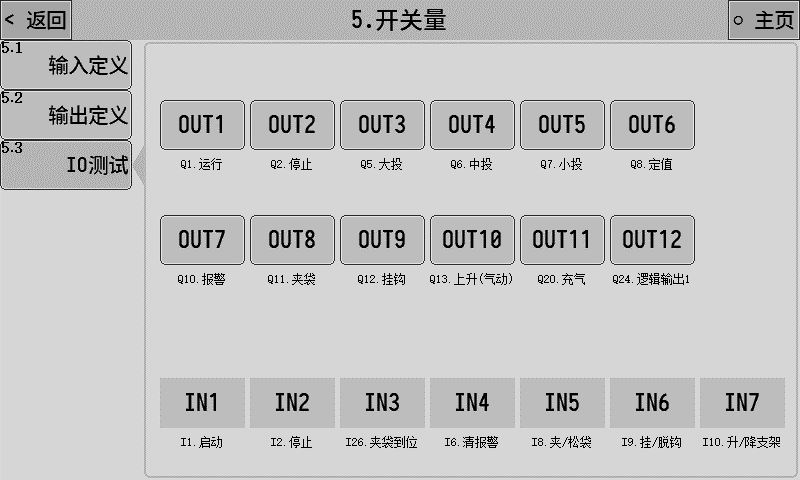 < 返回
5.开关量
○ 主页
5.1
输入定义
5.2
输出定义
5.3
IO测试
OUT1 OUT2 OUT3 OUT4 OUT5 OUT6
Q1.运行 Q2.停止 Q5.大投 Q6.中投 Q7.小投 Q8.定值
OUT7 OUT8 OUT9 OUT10 OUT11 OUT12
Q10.报警 Q11.夹袋 Q12.挂钩 Q13.上升(气动) Q20.充气 Q24.逻辑输出1
IN1 IN2 IN3 IN4 IN5 IN6 IN7
I1.启动 I2.停止 I26.夹袋到位 I6.清报警 I8.夹/松袋 I9.挂/脱钩 I10.升/降支架